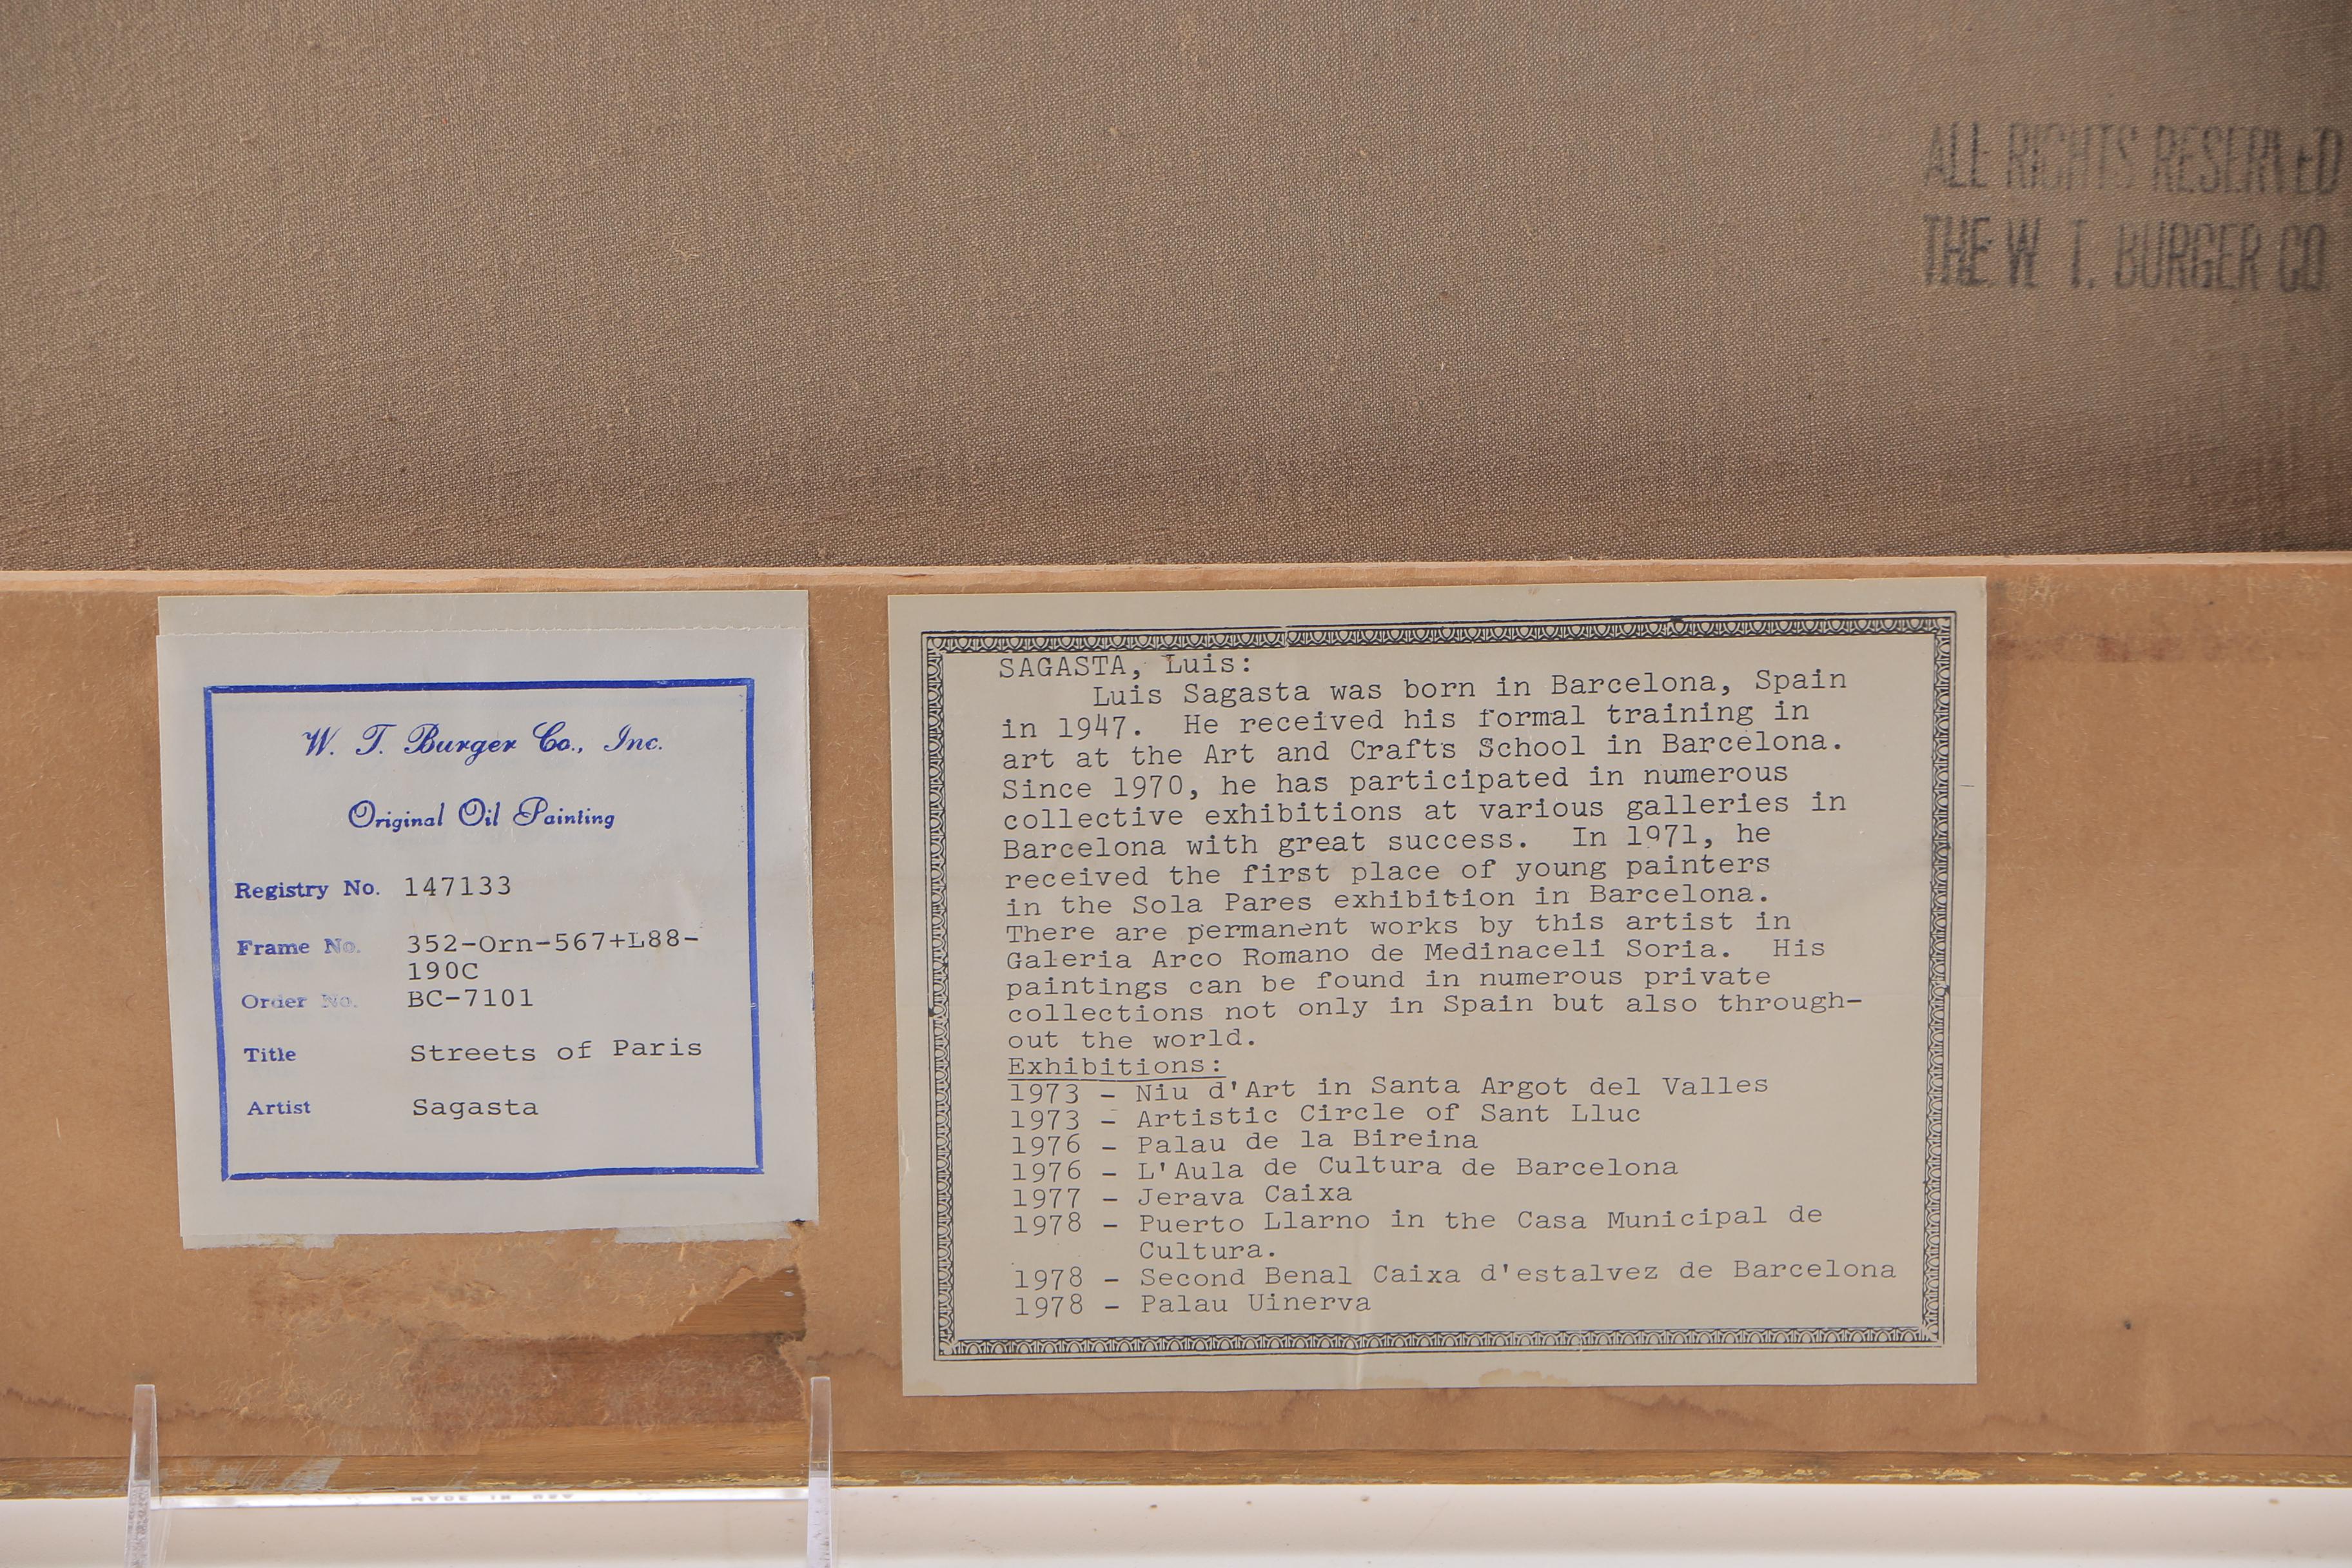 ALL RIGHTS RESERVED
THE W T. BURGER CO.
W. T. Burger Co., Inc.
Original Oil Painting
Registry No. 147133
Frame No. 352-Orn-567+L88-
190C
Order No. BC-7101
Title Streets of Paris
Artist Sagasta
SAGASTA, Luis:
Luis Sagasta was born in Barcelona, Spain
in 1947. He received his formal training in
art at the Art and Crafts School in Barcelona.
Since 1970, he has participated in numerous
collective exhibitions at various galleries in
Barcelona with great success. In 1971, he
received the first place of young painters
in the Sola Pares exhibition in Barcelona.
There are permanent works by this artist in
Galeria Arco Romano de Medinaceli Soria. His
paintings can be found in numerous private
collections not only in Spain but also through-
out the world.
Exhibitions:
1973 - Niu d'Art in Santa Argot del Valles
1973 - Artistic Circle of Sant Lluc
1976 - Palau de la Bireina
1976 - L'Aula de Cultura de Barcelona
1977 - Jerava Caixa
1978 - Puerto Llarno in the Casa Municipal de
Cultura.
1978 - Second Benal Caixa d'estalvez de Barcelona
1978 - Palau Uinerva
MADE IN USA